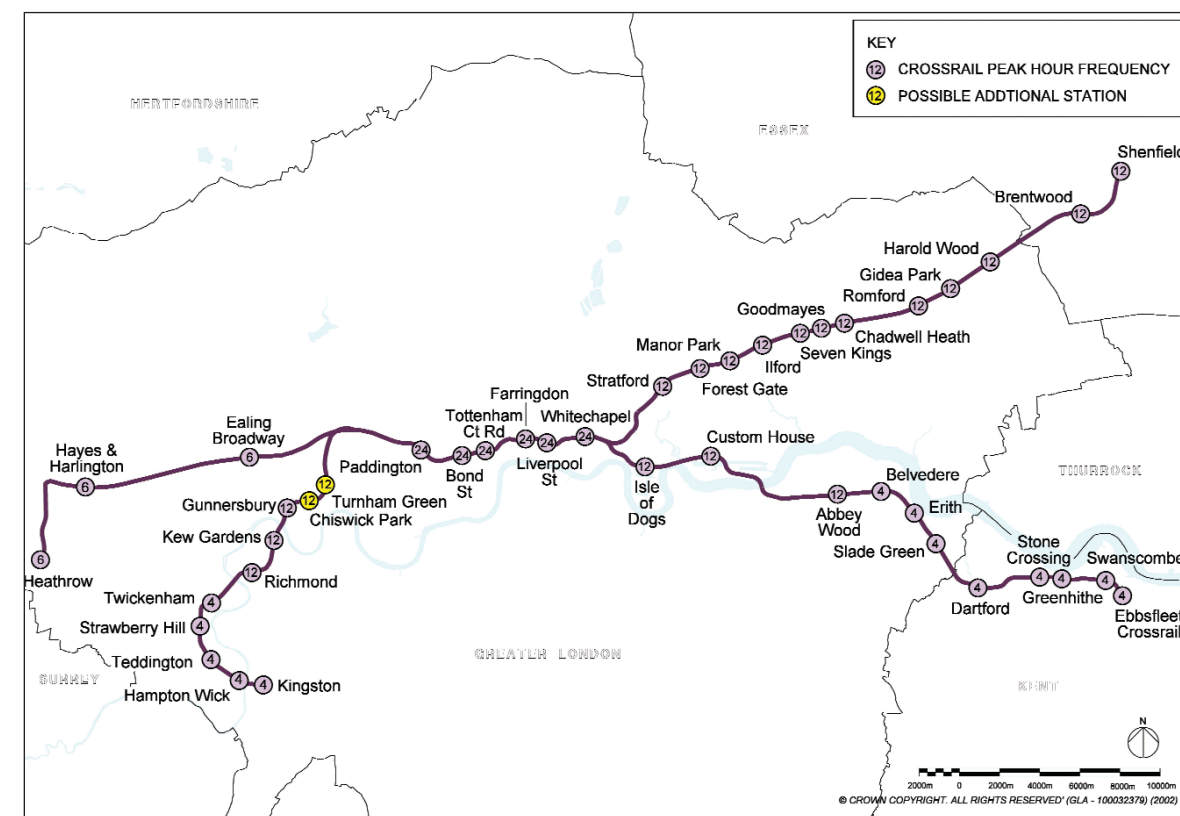 KEY
12 CROSSRAIL PEAK HOUR FREQUENCY
12 POSSIBLE ADDTIONAL STATION
HERTFORDSHIRE
ESSEX
Shenfield
12
Brentwood
12
Harold Wood
12
Gidea Park
12
Romford
12
Goodmayes
12
Chadwell Heath
12
Seven Kings
12
Ilford
12
Manor Park
12
Forest Gate
12
Stratford
12
Whitechapel
24
Farringdon
24
Liverpool
St
24
Tottenham
Ct Rd
24
Bond
St
24
Paddington
24
Ealing
Broadway
6
Hayes &
Harlington
6
Heathrow
6
Turnham Green
12
Chiswick Park
12
Gunnersbury
12
Kew Gardens
12
Richmond
12
Twickenham
4
Strawberry Hill
4
Teddington
4
Hampton Wick
4
Kingston
4
Isle
of
Dogs
12
Custom House
12
Abbey
Wood
12
Belvedere
4
Erith
4
Slade Green
4
Dartford
4
Stone
Crossing
4
Greenhithe
4
Swanscombe
4
Ebbsfleet
Crossrail
4
THURROCK
GREATER LONDON
SURREY
KENT
N
2000m 0 2000m 4000m 6000m 8000m 10000m
© CROWN COPYRIGHT. ALL RIGHTS RESERVED' (GLA - 100032379) (2002)